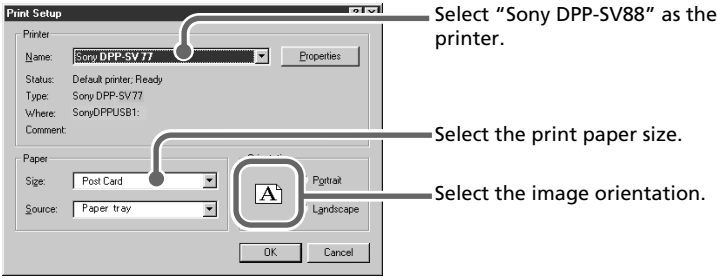 Print Setup
Printer
Name: Sony DPP-SV77 Properties
Status: Default printer; Ready
Type: Sony DPP-SV77
Where: SonyDPPUSB1:
Comment:
Paper
Size: Post Card
Source: Paper tray
Portrait
Landscape
A
OK Cancel
Select “Sony DPP-SV88” as the
printer.
Select the print paper size.
Select the image orientation.